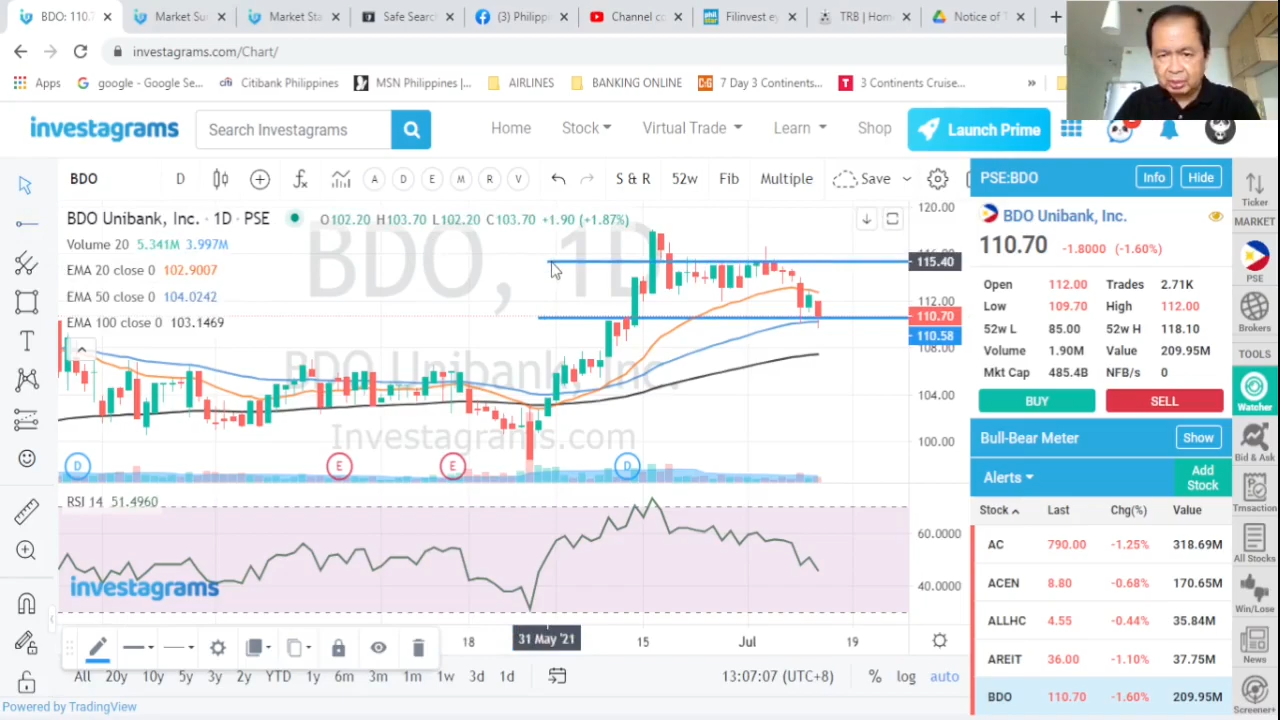 BDO: 110.7
Market Su
Market Sta
Safe Searc
(3) Philipp
Channel co
Filinvest ey
TRB | Hom
Notice of T
investagrams.com/Chart/
Apps
google - Google Se...
Citibank Philippines
MSN Philippines |...
AIRLINES
BANKING ONLINE
7 Day 3 Continents...
3 Continents Cruise...
»
investagrams
Search Investagrams
Home
Stock
Virtual Trade
Learn
Shop
Launch Prime
BDO
D
A
D
E
M
R
V
S & R
52w
Fib
Multiple
Save
BDO Unibank, Inc. · 1D · PSE
O102.20 H103.70 L102.20 C103.70 +1.90 (+1.87%)
Volume 20 5.341M 3.997M
EMA 20 close 0 102.9007
EMA 50 close 0 104.0242
EMA 100 close 0 103.1469
BDO, 1D
BDO Unibank, Inc.
Investagrams.com
D
E
E
D
120.00
115.40
112.00
110.70
110.58
108.00
104.00
100.00
RSI 14 51.4960
60.0000
40.0000
investagrams
18
31 May '21
15
Jul
19
All
20y
10y
5y
3y
2y
YTD
1y
6m
3m
1m
1w
3d
1d
13:07:07 (UTC+8)
%
log
auto
Powered by TradingView
PSE:BDO
Info
Hide
BDO Unibank, Inc.
110.70 -1.8000 (-1.60%)
Open 112.00 Trades 2.71K
Low 109.70 High 112.00
52w L 85.00 52w H 118.10
Volume 1.90M Value 209.95M
Mkt Cap 485.4B NFB/s 0
BUY
SELL
Bull-Bear Meter
Show
Alerts
Add Stock
Stock Last Chg(%) Value
AC 790.00 -1.25% 318.69M
ACEN 8.80 -0.68% 170.65M
ALLHC 4.55 -0.44% 35.84M
AREIT 36.00 -1.10% 37.75M
BDO 110.70 -1.60% 209.95M
Ticker
MARKET
PSE
Brokers
TOOLS
Watcher
Bid & Ask
Trnsaction
All Stocks
Win/Lose
News
Screener+